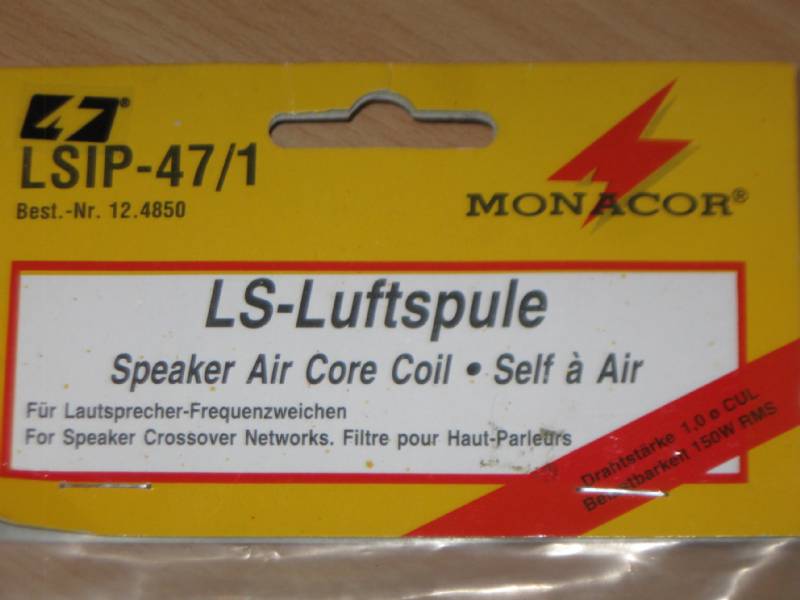 47®
LSIP-47/1
Best.-Nr. 12.4850
MONACOR®
LS-Luftspule
Speaker Air Core Coil • Self à Air
Für Lautsprecher-Frequenzweichen
For Speaker Crossover Networks. Filtre pour Haut-Parleurs
Drahtstärke 1,0 ø CUL
Belastbarkeit 150W RMS